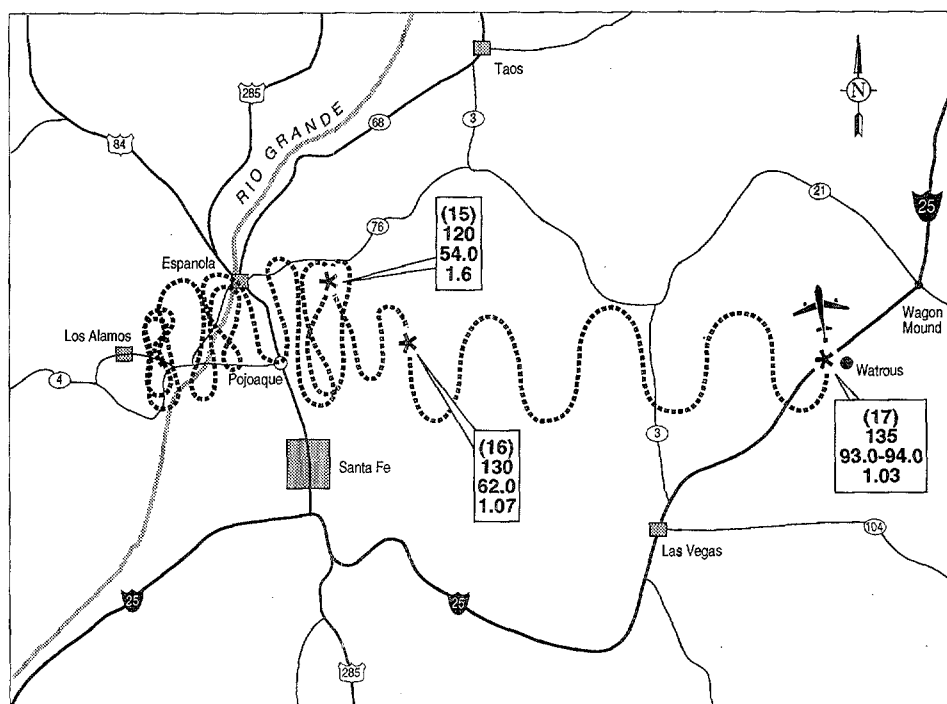 Taos
N
285
RIO GRANDE
68
3
84
21
25
76
(15)
120
54.0
1.6
Espanola
Wagon
Mound
Los Alamos
Pojoaque
4
Watrous
(17)
135
93.0-94.0
1.03
(16)
130
62.0
1.07
3
Santa Fe
Las Vegas
104
25
25
285